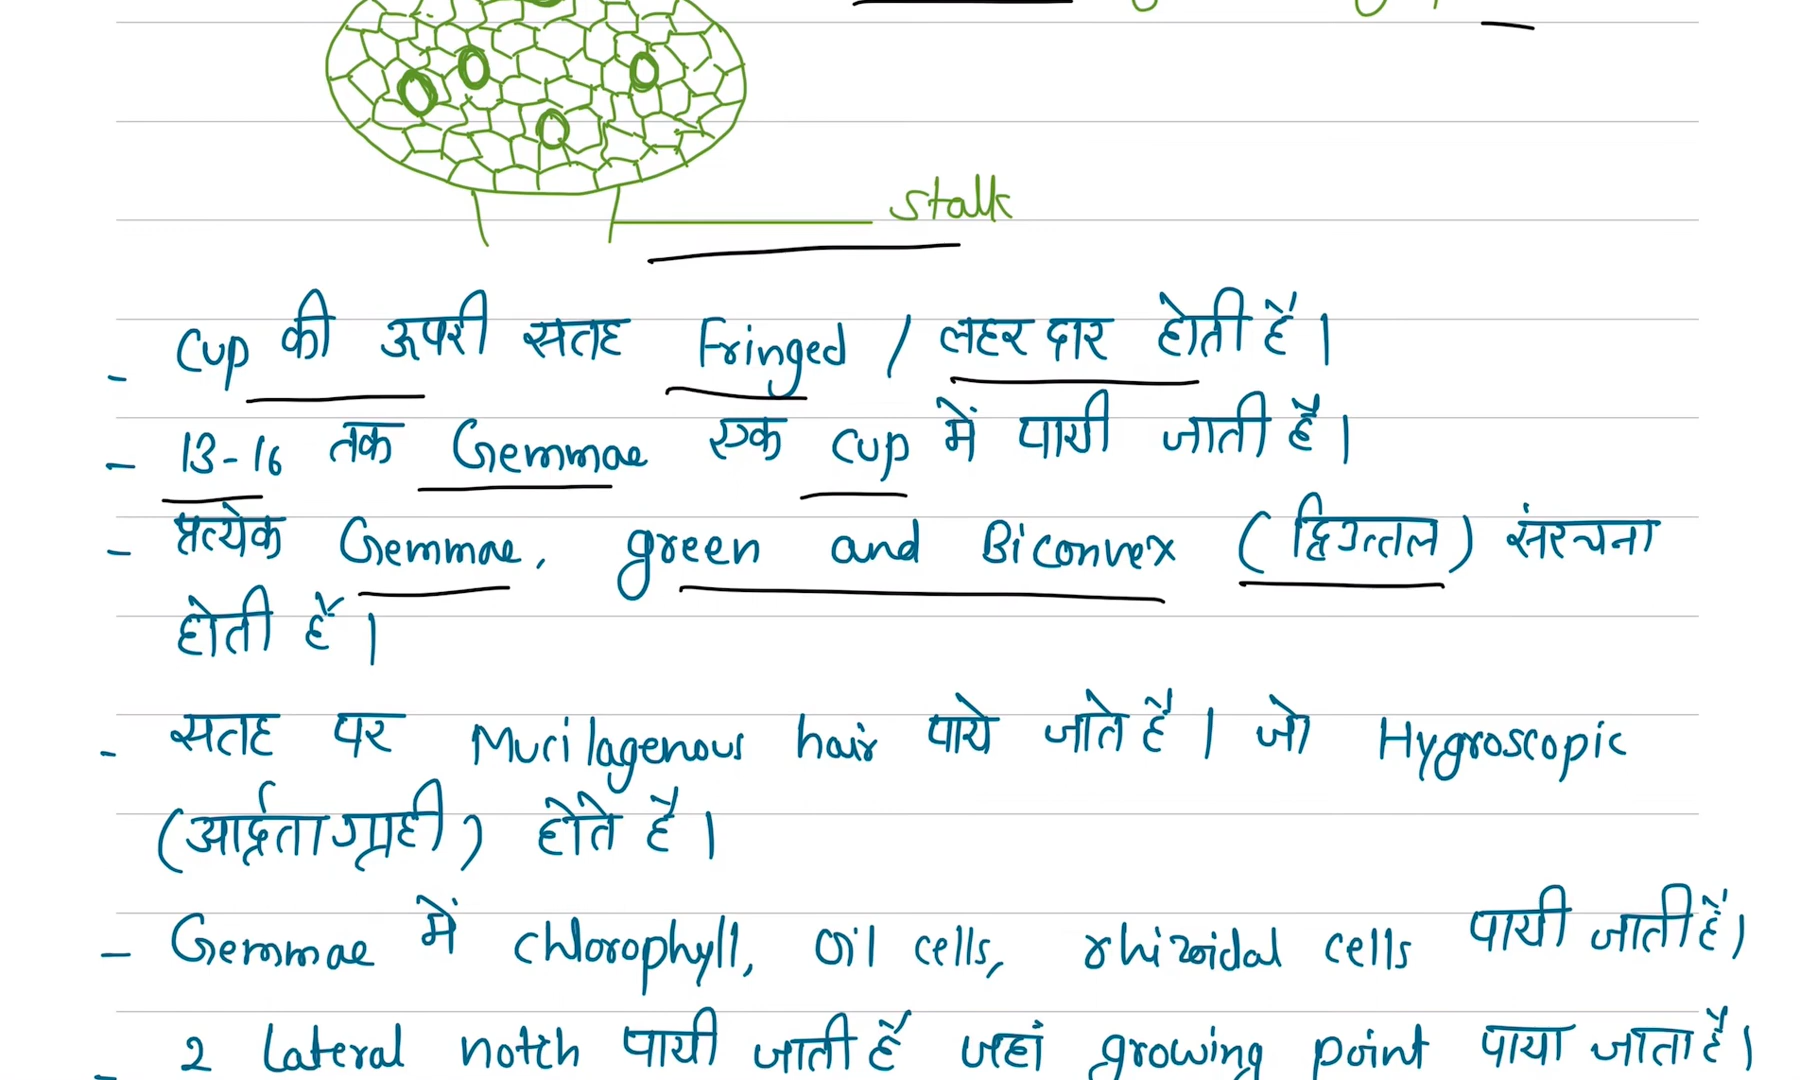 stalk
- Cup की ऊपरी सतह Fringed / लहरदार होती हैं।
- 13-16 तक Gemmae एक cup में पायी जाती हैं।
- प्रत्येक Gemmae, green and Biconvex (द्विउत्तल) संरचना
होती हैं।
- सतह पर Mucilagenous hair पाये जाते हैं। जो Hygroscopic
(आर्द्रताग्राही) होते हैं।
- Gemmae में chlorophyll, oil cells, rhizoidal cells पायी जाती हैं।
- 2 lateral notch पायी जाती हैं जहां growing point पाया जाता हैं।